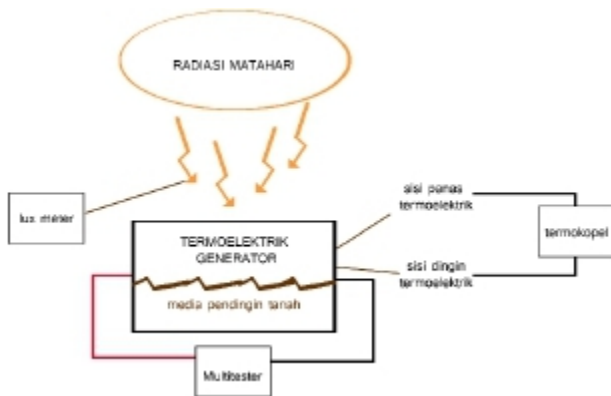 RADIASI MATAHARI
lux meter
TERMOELEKTRIK
GENERATOR
media pendingin tanah
sisi panas
termoelektrik
termokopel
sisi dingin
termoelektrik
Multitester